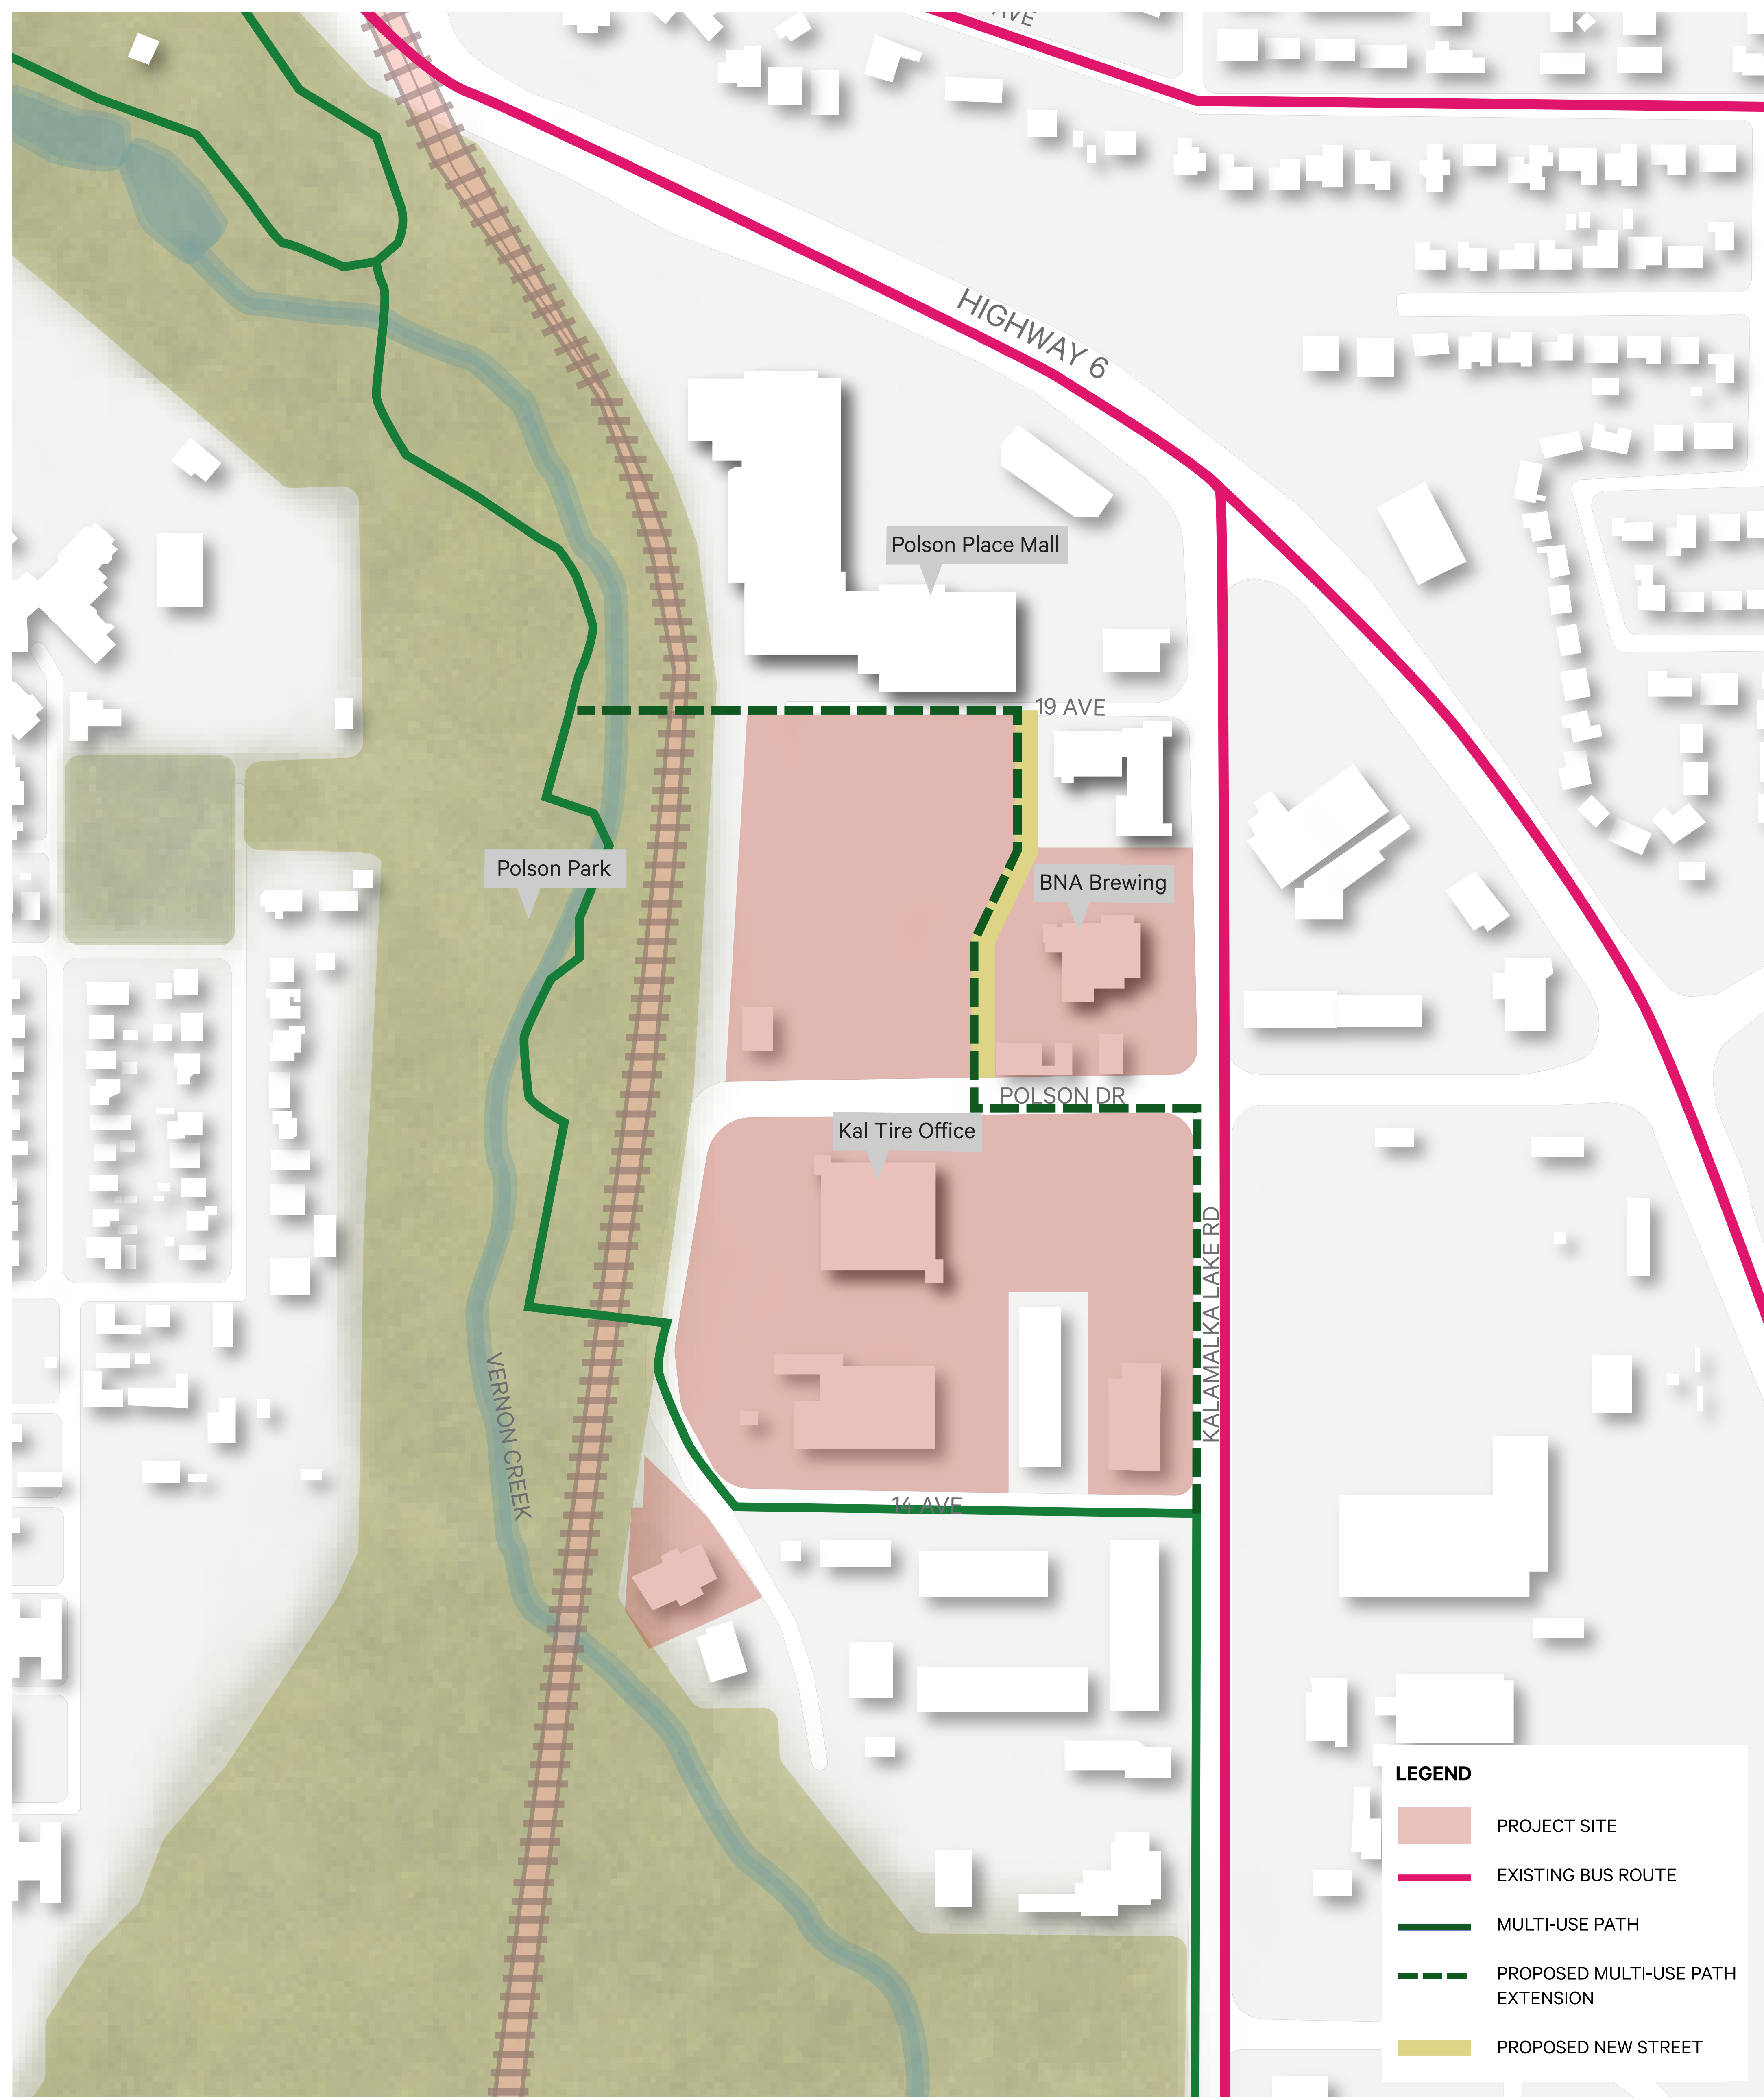 AVE
HIGHWAY 6
Polson Place Mall
19 AVE
Polson Park
BNA Brewing
POLSON DR
Kal Tire Office
KALAMALKA LAKE RD
VERNON CREEK
14 AVE
LEGEND
PROJECT SITE
EXISTING BUS ROUTE
MULTI-USE PATH
PROPOSED MULTI-USE PATH
EXTENSION
PROPOSED NEW STREET